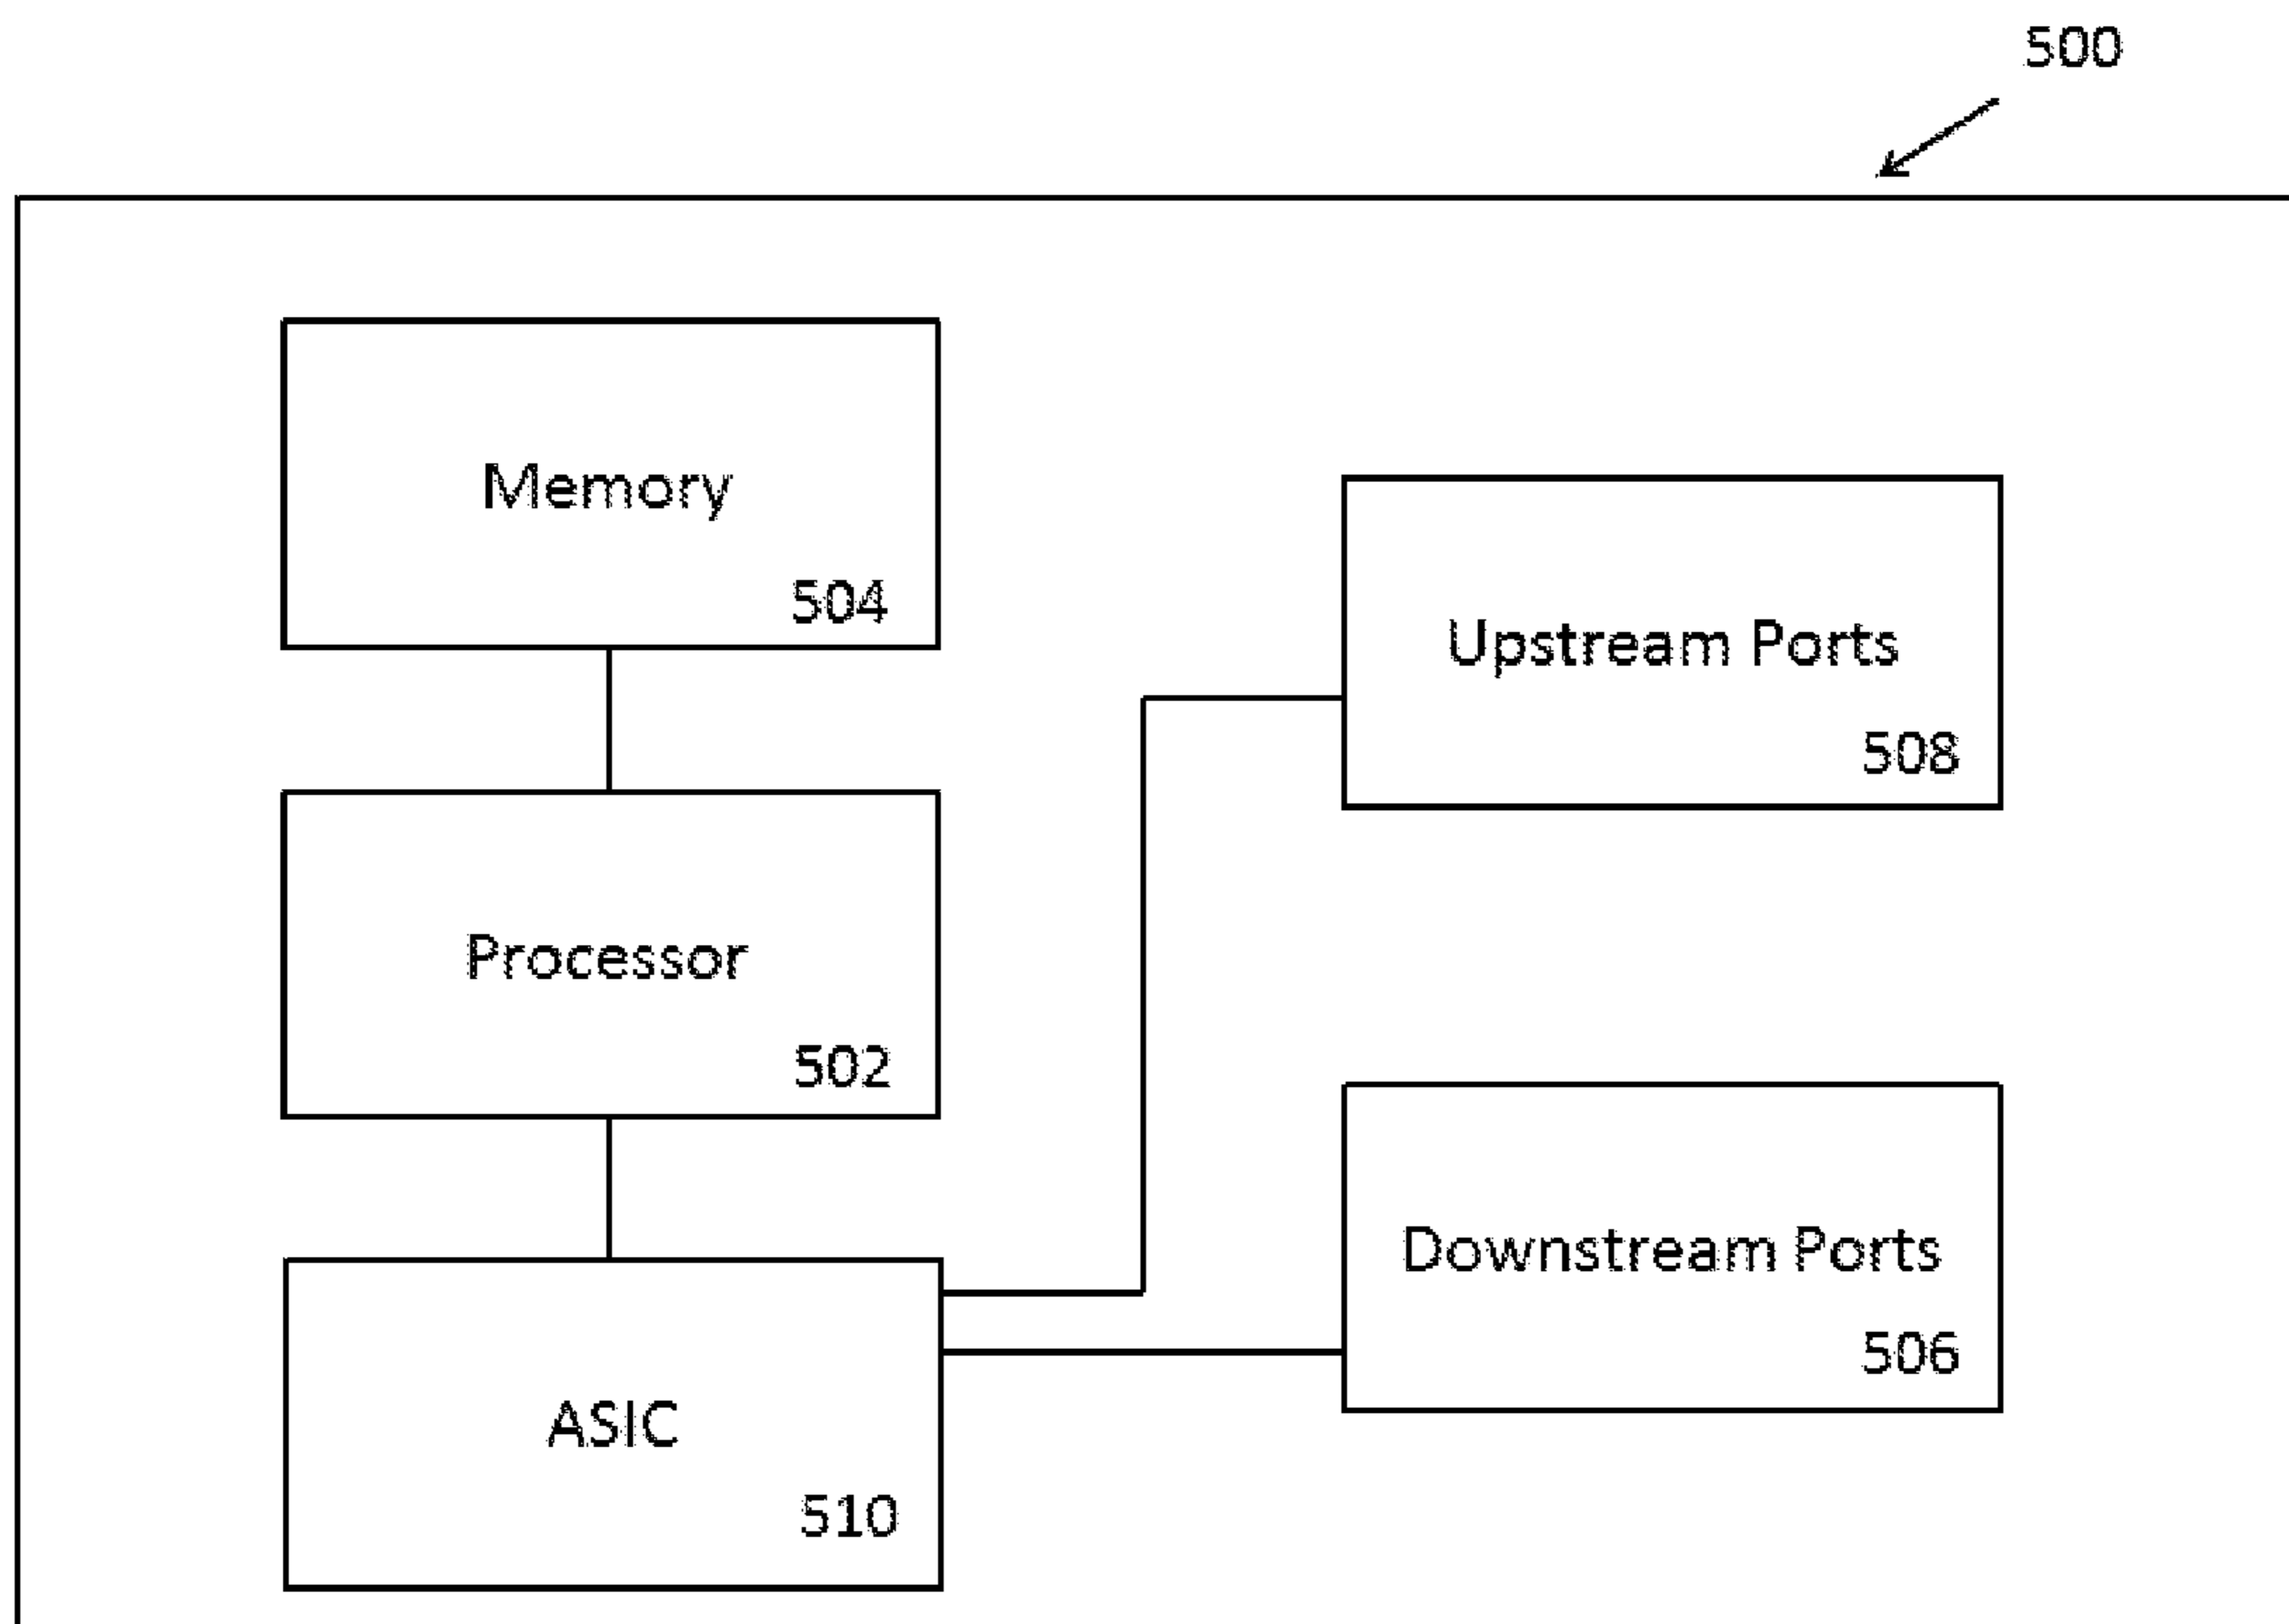 500
Memory
504
Upstream Ports
508
Processor
502
Downstream Ports
506
ASIC
510